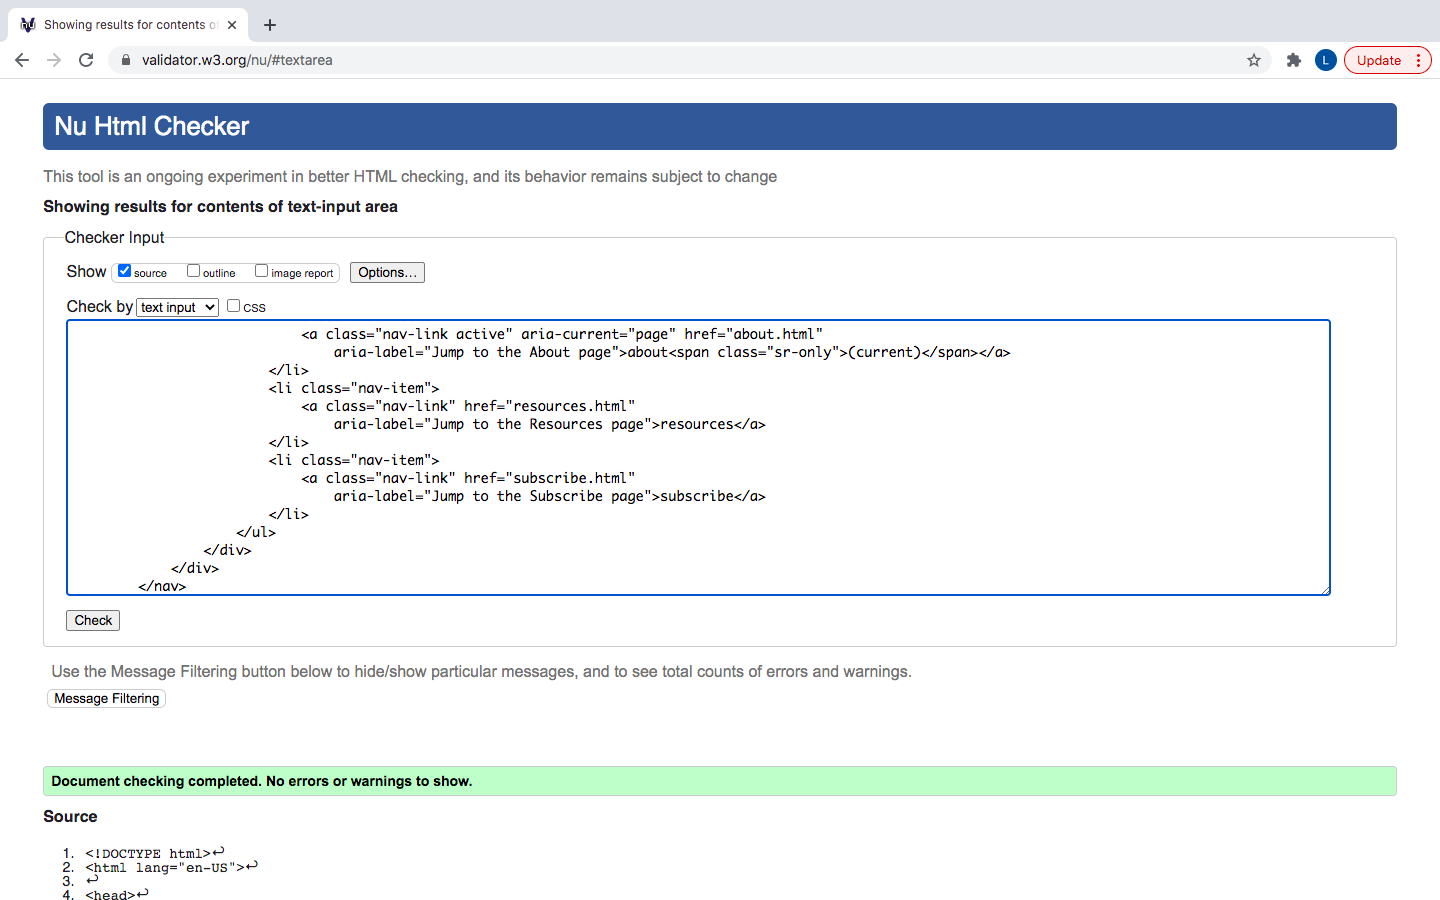 Showing results for contents o
validator.w3.org/nu/#textarea
L
Update
Nu Html Checker
This tool is an ongoing experiment in better HTML checking, and its behavior remains subject to change
Showing results for contents of text-input area
Checker Input
Show source outline image report Options...
Check by text input CSS
<a class="nav-link active" aria-current="page" href="about.html"
aria-label="Jump to the About page">about<span class="sr-only">(current)</span></a>
</li>
<li class="nav-item">
<a class="nav-link" href="resources.html"
aria-label="Jump to the Resources page">resources</a>
</li>
<li class="nav-item">
<a class="nav-link" href="subscribe.html"
aria-label="Jump to the Subscribe page">subscribe</a>
</li>
</ul>
</div>
</div>
</nav>
Check
Use the Message Filtering button below to hide/show particular messages, and to see total counts of errors and warnings.
Message Filtering
Document checking completed. No errors or warnings to show.
Source
1. <!DOCTYPE html>↩
2. <html lang="en-US">↩
3. ↩
4. <head>↩